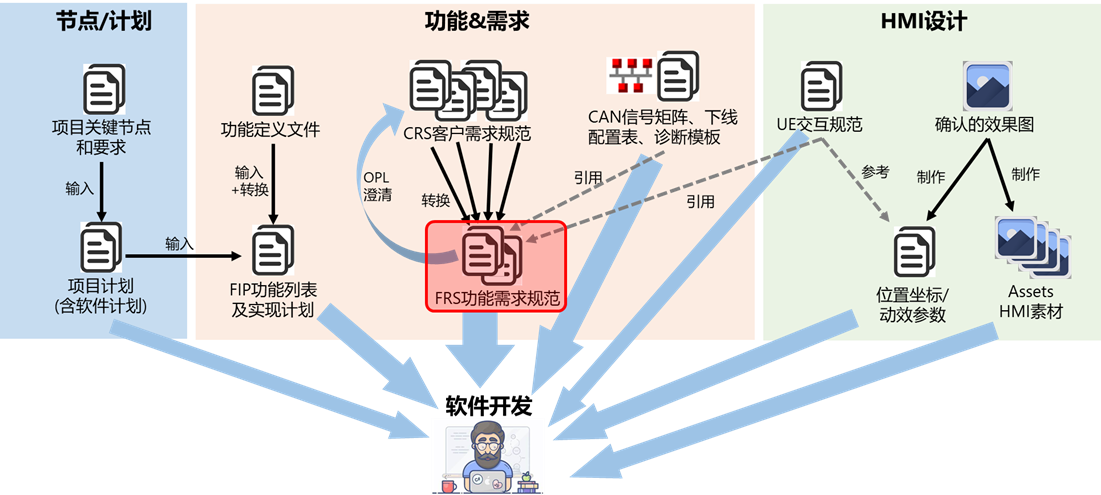 节点/计划
功能&需求
HMI设计
项目关键节点
和要求
输入
项目计划
(含软件计划)
输入
功能定义文件
输入
+转换
FIP功能列表
及实现计划
CRS客户需求规范
OPL
澄清
转换
FRS功能需求规范
CAN信号矩阵、下线
配置表、诊断模板
引用
引用
UE交互规范
参考
确认的效果图
制作
制作
位置坐标/
动效参数
Assets
HMI素材
软件开发